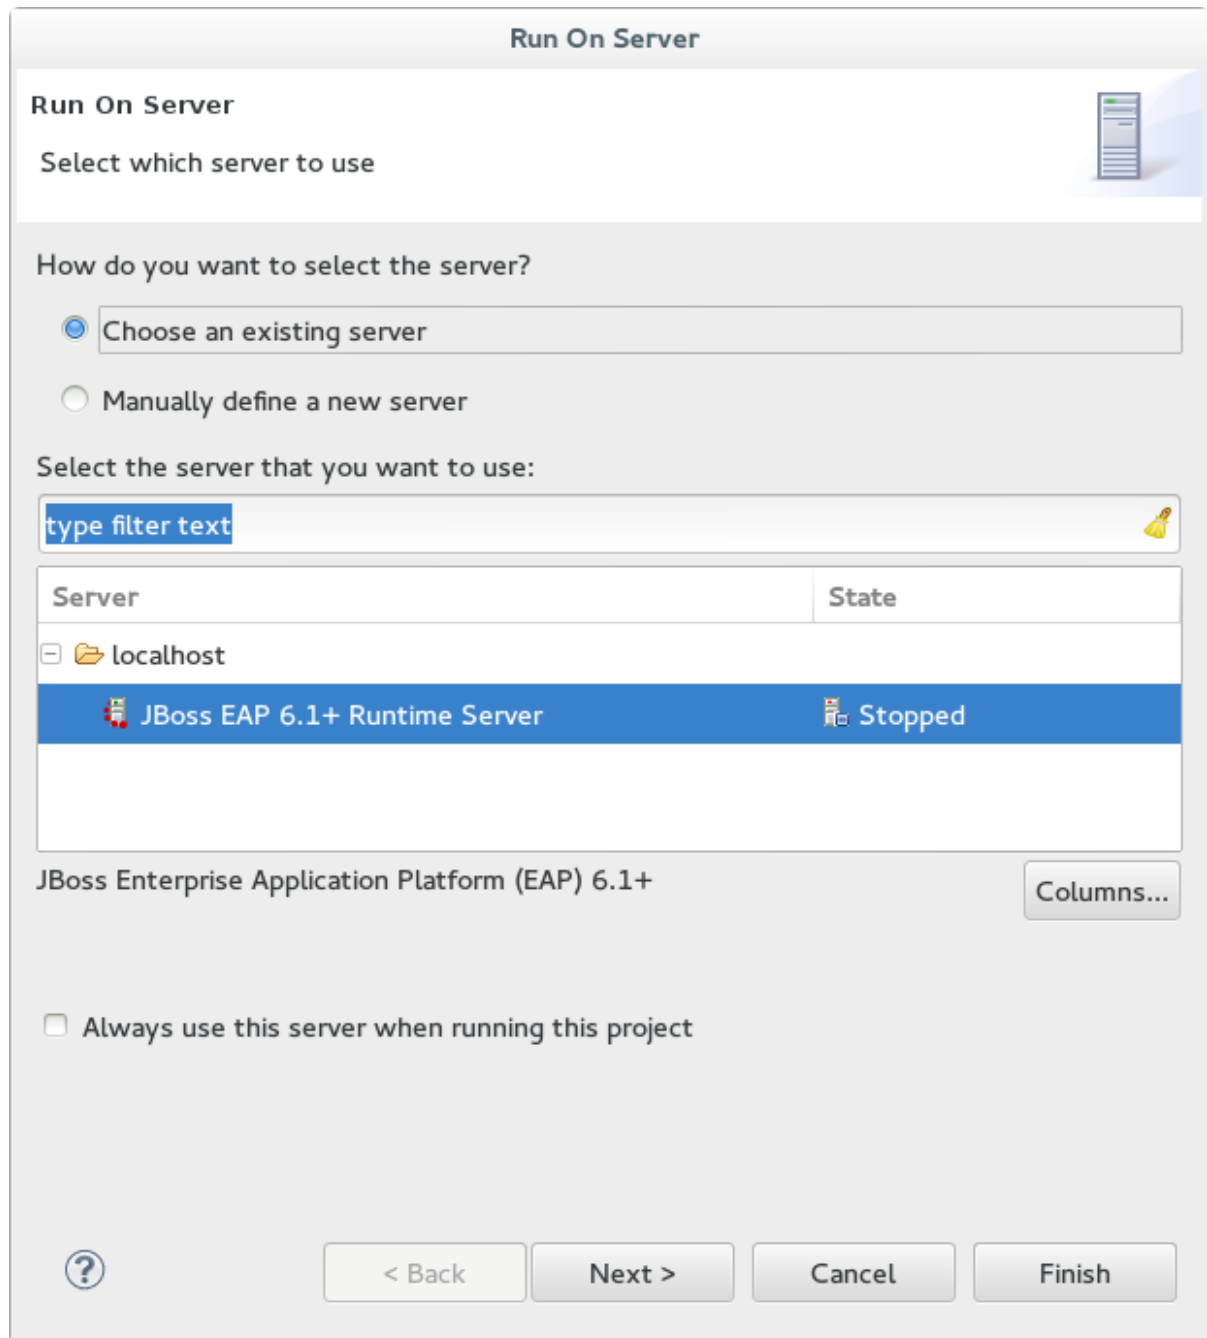 Run On Server
Run On Server
Select which server to use
How do you want to select the server?
Choose an existing server
Manually define a new server
Select the server that you want to use:
type filter text
Server State
localhost
JBoss EAP 6.1+ Runtime Server Stopped
JBoss Enterprise Application Platform (EAP) 6.1+
Columns...
Always use this server when running this project
? < Back Next > Cancel Finish